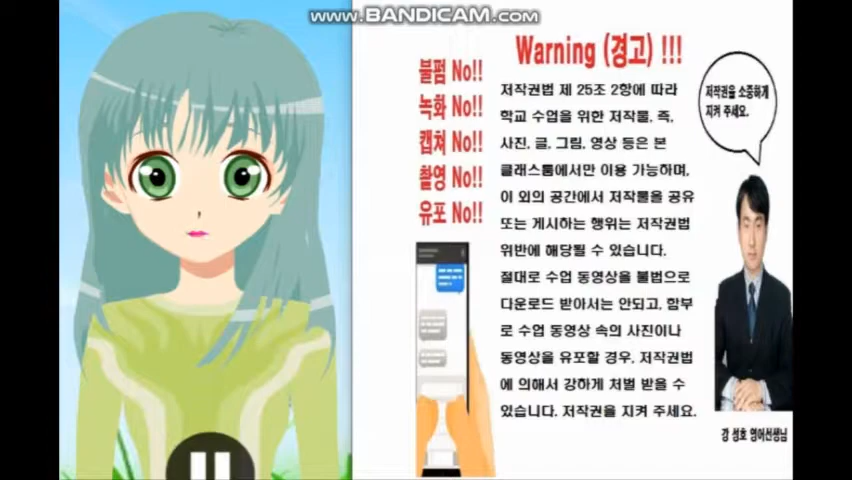 www.BANDICAM.com
Warning (경고) !!!
불펌 No!!
녹화 No!!
캡쳐 No!!
촬영 No!!
유포 No!!
저작권법 제 25조 2항에 따라
학교 수업을 위한 저작물, 즉,
사진, 글, 그림, 영상 등은 본
클래스룸에서만 이용 가능하며,
이 외의 공간에서 저작물을 공유
또는 게시하는 행위는 저작권법
위반에 해당될 수 있습니다.
절대로 수업 동영상을 불법으로
다운로드 받아서는 안되고, 함부
로 수업 동영상 속의 사진이나
동영상을 유포할 경우, 저작권법
에 의해서 강하게 처벌 받을 수
있습니다. 저작권을 지켜 주세요.
저작권을 소중하게
지켜 주세요.
강 성호 영어선생님